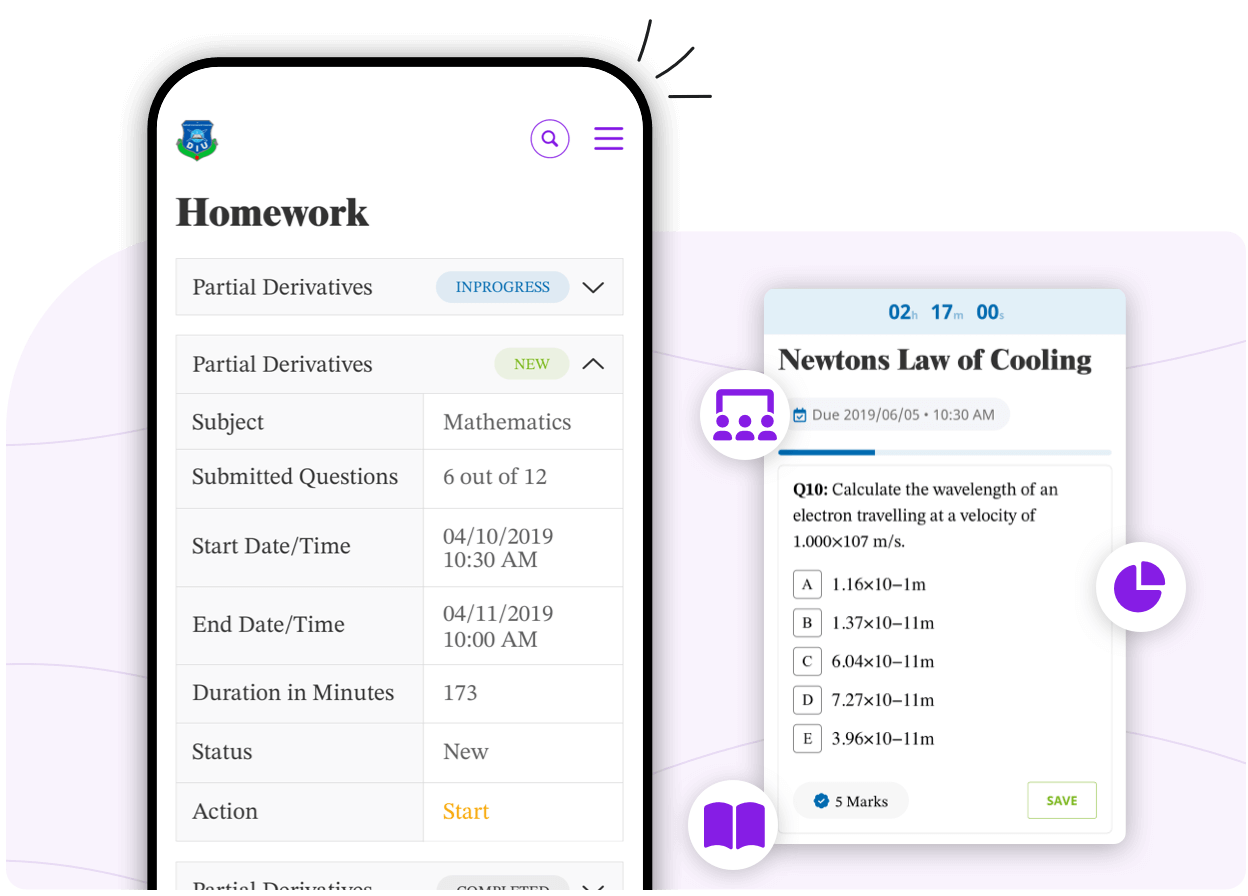 DIU
Homework
Partial Derivatives INPROGRESS
Partial Derivatives NEW
Subject Mathematics
Submitted Questions 6 out of 12
Start Date/Time 04/10/2019
10:30 AM
End Date/Time 04/11/2019
10:00 AM
Duration in Minutes 173
Status New
Action Start
Partial Derivatives COMPLETED
02h 17m 00s
Newtons Law of Cooling
Due 2019/06/05 • 10:30 AM
Q10: Calculate the wavelength of an
electron travelling at a velocity of
1.000×107 m/s.
A 1.16×10−1m
B 1.37×10−11m
C 6.04×10−11m
D 7.27×10−11m
E 3.96×10−11m
5 Marks SAVE